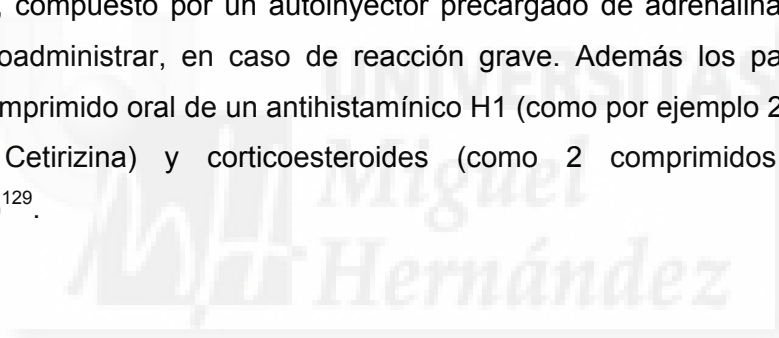 , compuesto por un autoinyector precargado de adrenalina
oadministrar, en caso de reacción grave. Además los pa
mprimido oral de un antihistamínico H1 (como por ejemplo 2
Cetirizina) y corticoesteroides (como 2 comprimidos
129.
UNIVERSITAS
Miguel
Hernández